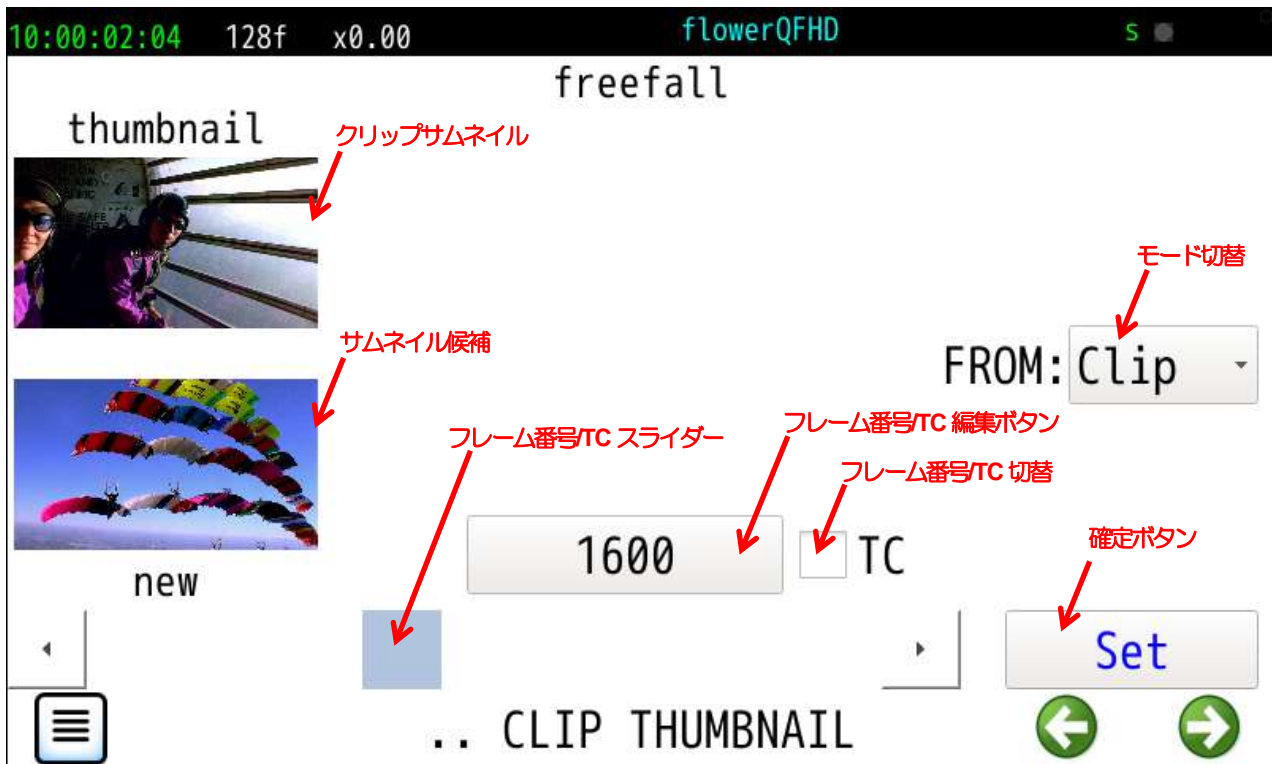 10:00:02:04 128f x0.00 flowerQFHD S
freefall
thumbnail
クリップサムネイル
モード切替
サムネイル候補
FROM: Clip
フレーム番号/TC 編集ボタン
フレーム番号/TC スライダー
フレーム番号/TC 切替
確定ボタン
1600 TC
new
Set
.. CLIP THUMBNAIL